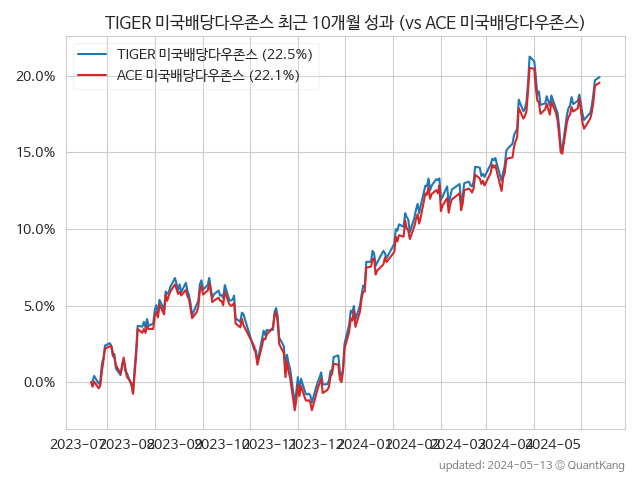 TIGER 미국배당다우존스 최근 10개월 성과 (vs ACE 미국배당다우존스)
TIGER 미국배당다우존스 (22.5%)
ACE 미국배당다우존스 (22.1%)
20.0%
15.0%
10.0%
5.0%
0.0%
2023-07 2023-08 2023-09 2023-10 2023-11 2023-12 2024-01 2024-02 2024-03 2024-04 2024-05
updated: 2024-05-13 © QuantKang